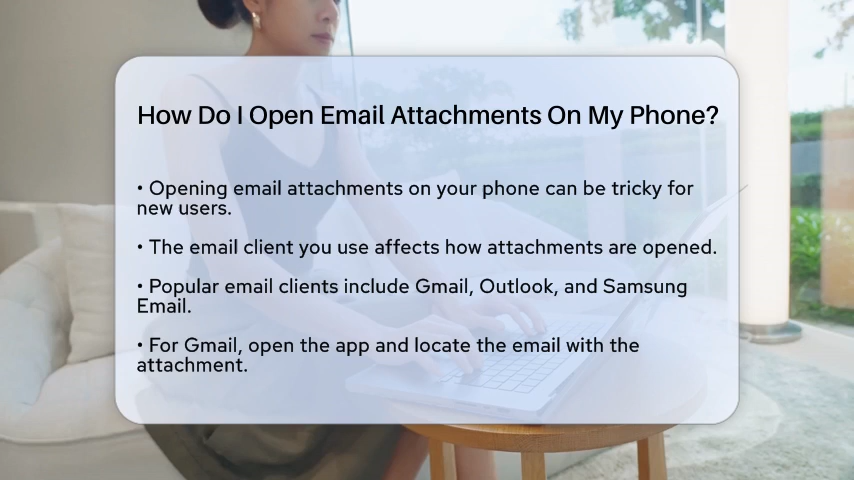 How Do I Open Email Attachments On My Phone?
• Opening email attachments on your phone can be tricky for
new users.
• The email client you use affects how attachments are opened.
• Popular email clients include Gmail, Outlook, and Samsung
Email.
• For Gmail, open the app and locate the email with the
attachment.